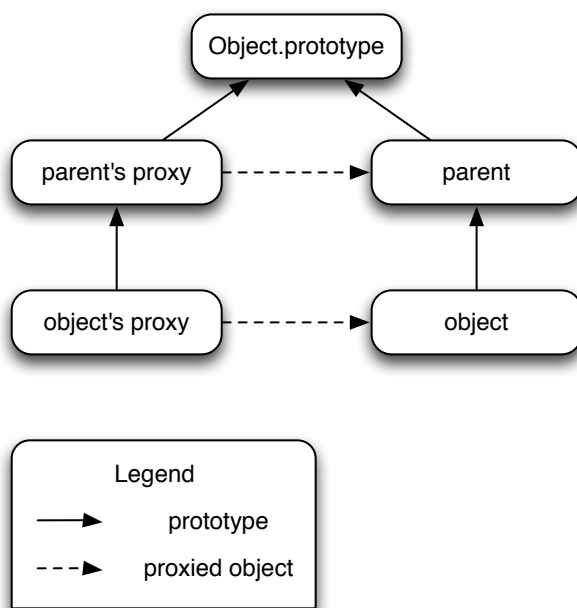 Object.prototype
parent's proxy
parent
object's proxy
object
Legend
prototype
proxied object